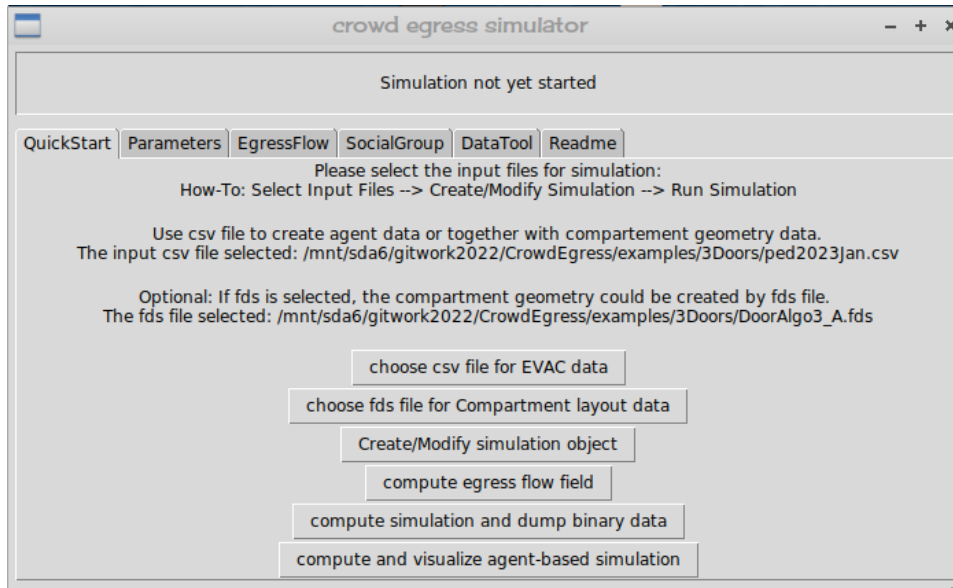 crowd egress simulator
Simulation not yet started
QuickStart Parameters EgressFlow SocialGroup DataTool Readme
Please select the input files for simulation:
How-To: Select Input Files --> Create/Modify Simulation --> Run Simulation
Use csv file to create agent data or together with compartement geometry data.
The input csv file selected: /mnt/sda6/gitwork2022/CrowdEgress/examples/3Doors/ped2023Jan.csv
Optional: If fds is selected, the compartment geometry could be created by fds file.
The fds file selected: /mnt/sda6/gitwork2022/CrowdEgress/examples/3Doors/DoorAlgo3_A.fds
choose csv file for EVAC data
choose fds file for Compartment layout data
Create/Modify simulation object
compute egress flow field
compute simulation and dump binary data
compute and visualize agent-based simulation